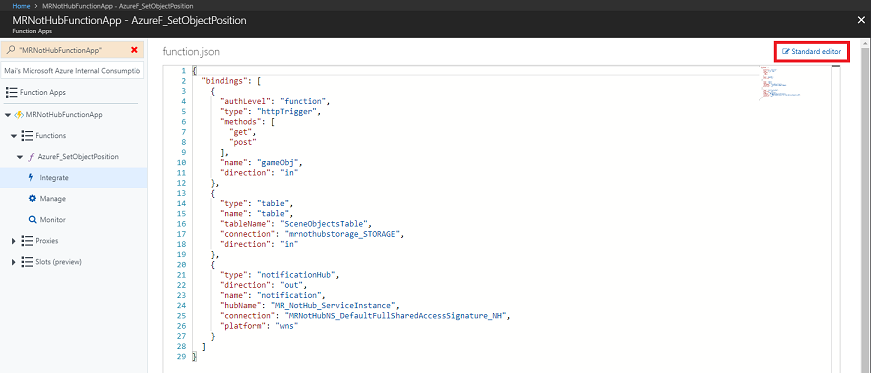 Home > MRNotHubFunctionApp - AzureF_SetObjectPosition
MRNotHubFunctionApp - AzureF_SetObjectPosition
Function Apps
"MRNotHubFunctionApp"
Mai's Microsoft Azure Internal Consumptio
Function Apps
MRNotHubFunctionApp
Functions
AzureF_SetObjectPosition
Integrate
Manage
Monitor
Proxies
Slots (preview)
function.json
Standard editor
1 {
2 "bindings": [
3 {
4 "authLevel": "function",
5 "type": "httpTrigger",
6 "methods": [
7 "get",
8 "post"
9 ],
10 "name": "gameObj",
11 "direction": "in"
12 },
13 {
14 "type": "table",
15 "name": "table",
16 "tableName": "SceneObjectsTable",
17 "connection": "mrnothubstorage_STORAGE",
18 "direction": "in"
19 },
20 {
21 "type": "notificationHub",
22 "direction": "out",
23 "name": "notification",
24 "hubName": "MR_NotHub_ServiceInstance",
25 "connection": "MRNotHubNS_DefaultFullSharedAccessSignature_NH",
26 "platform": "wns"
27 }
28 ]
29 }